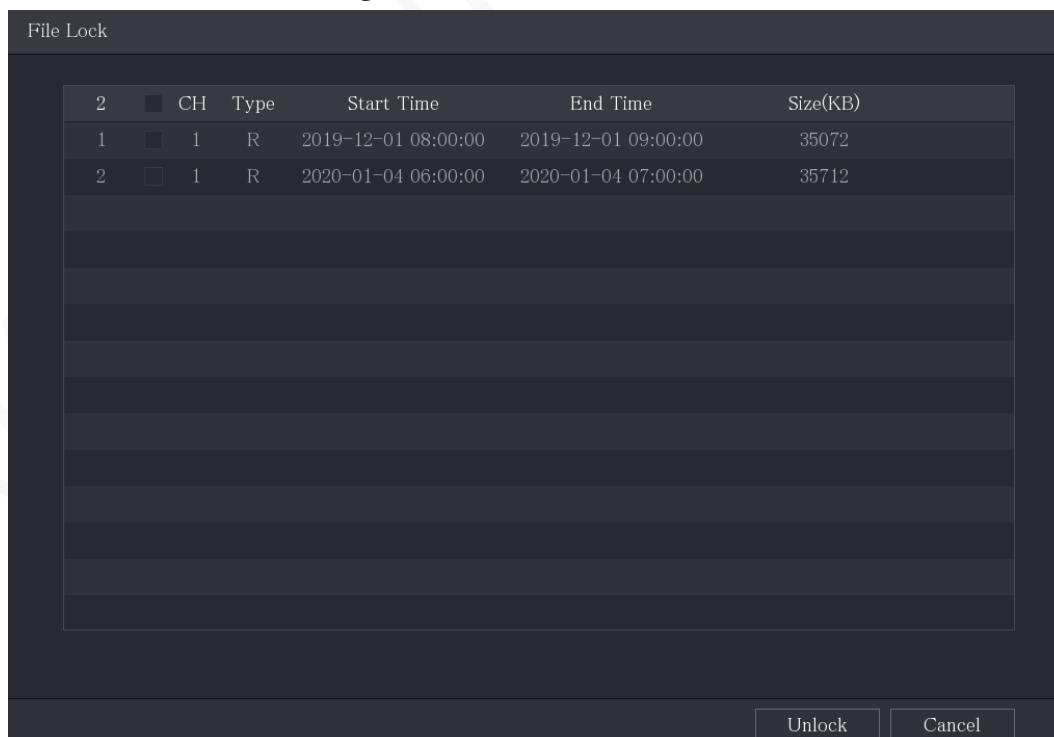 File Lock
2 CH Type Start Time End Time Size(KB)
1 1 R 2019-12-01 08:00:00 2019-12-01 09:00:00 35072
2 1 R 2020-01-04 06:00:00 2020-01-04 07:00:00 35712
Unlock Cancel